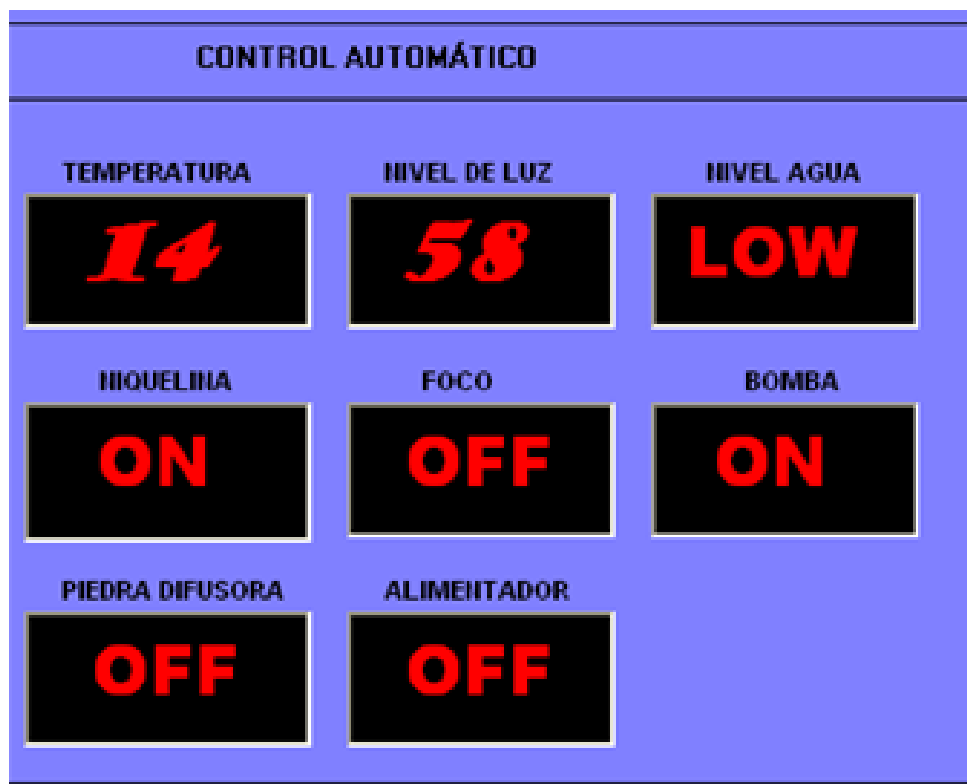 CONTROL AUTOMÁTICO
TEMPERATURA NIVEL DE LUZ NIVEL AGUA
14 58 LOW
NIQUELINA FOCO BOMBA
ON OFF ON
PIEDRA DIFUSORA ALIMENTADOR
OFF OFF